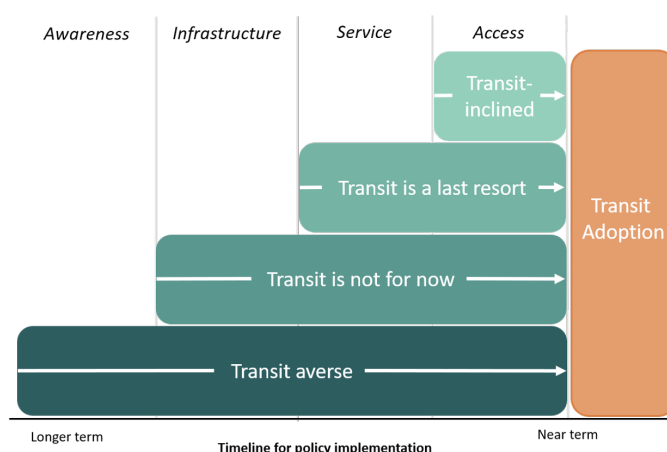 Awareness
Infrastructure
Service
Access
Transit-
inclined
Transit is a last resort
Transit
Adoption
Transit is not for now
Transit averse
Longer term
Near term
Timeline for policy implementation